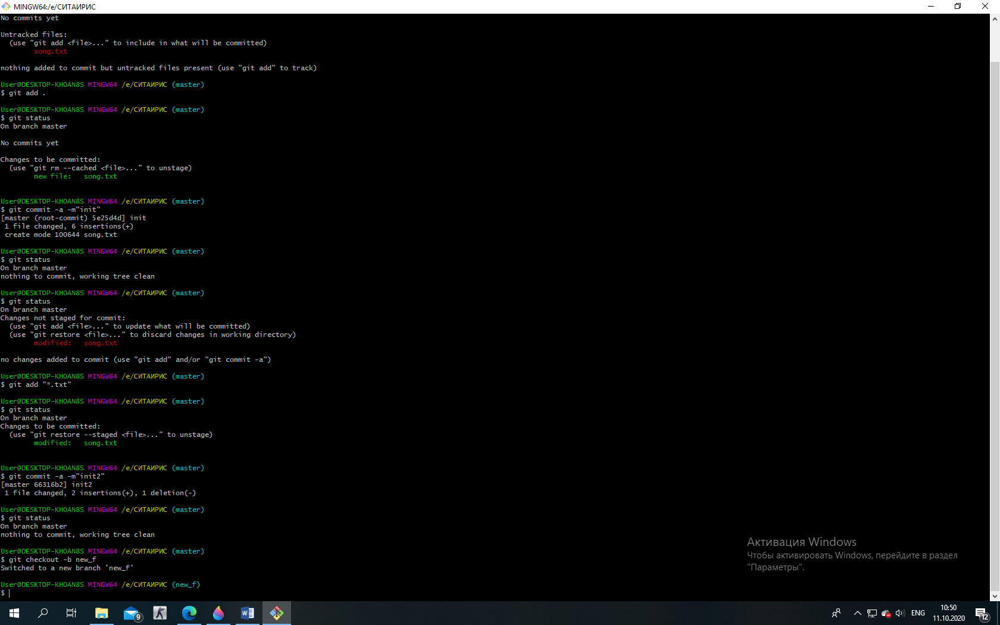 MINGW64:/e/СИТАИРИС
No commits yet
Untracked files:
  (use "git add <file>..." to include in what will be committed)
        song.txt
nothing added to commit but untracked files present (use "git add" to track)
User@DESKTOP-KHOAN8S MINGW64 /e/СИТАИРИС (master)
$ git add .
User@DESKTOP-KHOAN8S MINGW64 /e/СИТАИРИС (master)
$ git status
On branch master
No commits yet
Changes to be committed:
  (use "git rm --cached <file>..." to unstage)
        new file:   song.txt
User@DESKTOP-KHOAN8S MINGW64 /e/СИТАИРИС (master)
$ git commit -a -m"init"
[master (root-commit) 5e25d4d] init
 1 file changed, 6 insertions(+)
 create mode 100644 song.txt
User@DESKTOP-KHOAN8S MINGW64 /e/СИТАИРИС (master)
$ git status
On branch master
nothing to commit, working tree clean
User@DESKTOP-KHOAN8S MINGW64 /e/СИТАИРИС (master)
$ git status
On branch master
Changes not staged for commit:
  (use "git add <file>..." to update what will be committed)
  (use "git restore <file>..." to discard changes in working directory)
        modified:   song.txt
no changes added to commit (use "git add" and/or "git commit -a")
User@DESKTOP-KHOAN8S MINGW64 /e/СИТАИРИС (master)
$ git add "*.txt"
User@DESKTOP-KHOAN8S MINGW64 /e/СИТАИРИС (master)
$ git status
On branch master
Changes to be committed:
  (use "git restore --staged <file>..." to unstage)
        modified:   song.txt
User@DESKTOP-KHOAN8S MINGW64 /e/СИТАИРИС (master)
$ git commit -a -m"init2"
[master 66316b2] init2
 1 file changed, 2 insertions(+), 1 deletion(-)
User@DESKTOP-KHOAN8S MINGW64 /e/СИТАИРИС (master)
$ git status
On branch master
nothing to commit, working tree clean
User@DESKTOP-KHOAN8S MINGW64 /e/СИТАИРИС (master)
$ git checkout -b new_f
Switched to a new branch 'new_f'
User@DESKTOP-KHOAN8S MINGW64 /e/СИТАИРИС (new_f)
$
Активация Windows
Чтобы активировать Windows, перейдите в раздел
"Параметры".
9
W
ENG
10:50
11.10.2020
12